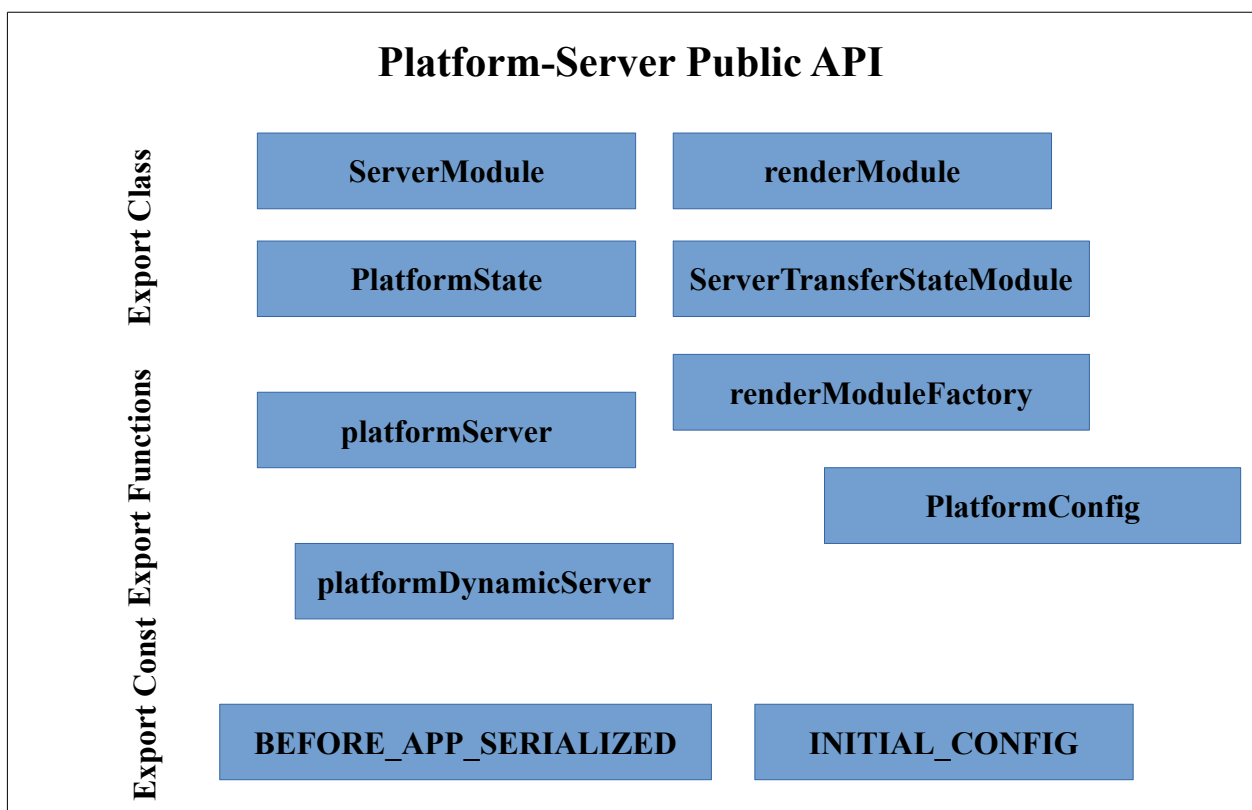 Platform-Server Public API
Export Class
ServerModule
renderModule
PlatformState
ServerTransferStateModule
Export Functions
renderModuleFactory
platformServer
PlatformConfig
platformDynamicServer
Export Const
BEFORE_APP_SERIALIZED
INITIAL_CONFIG